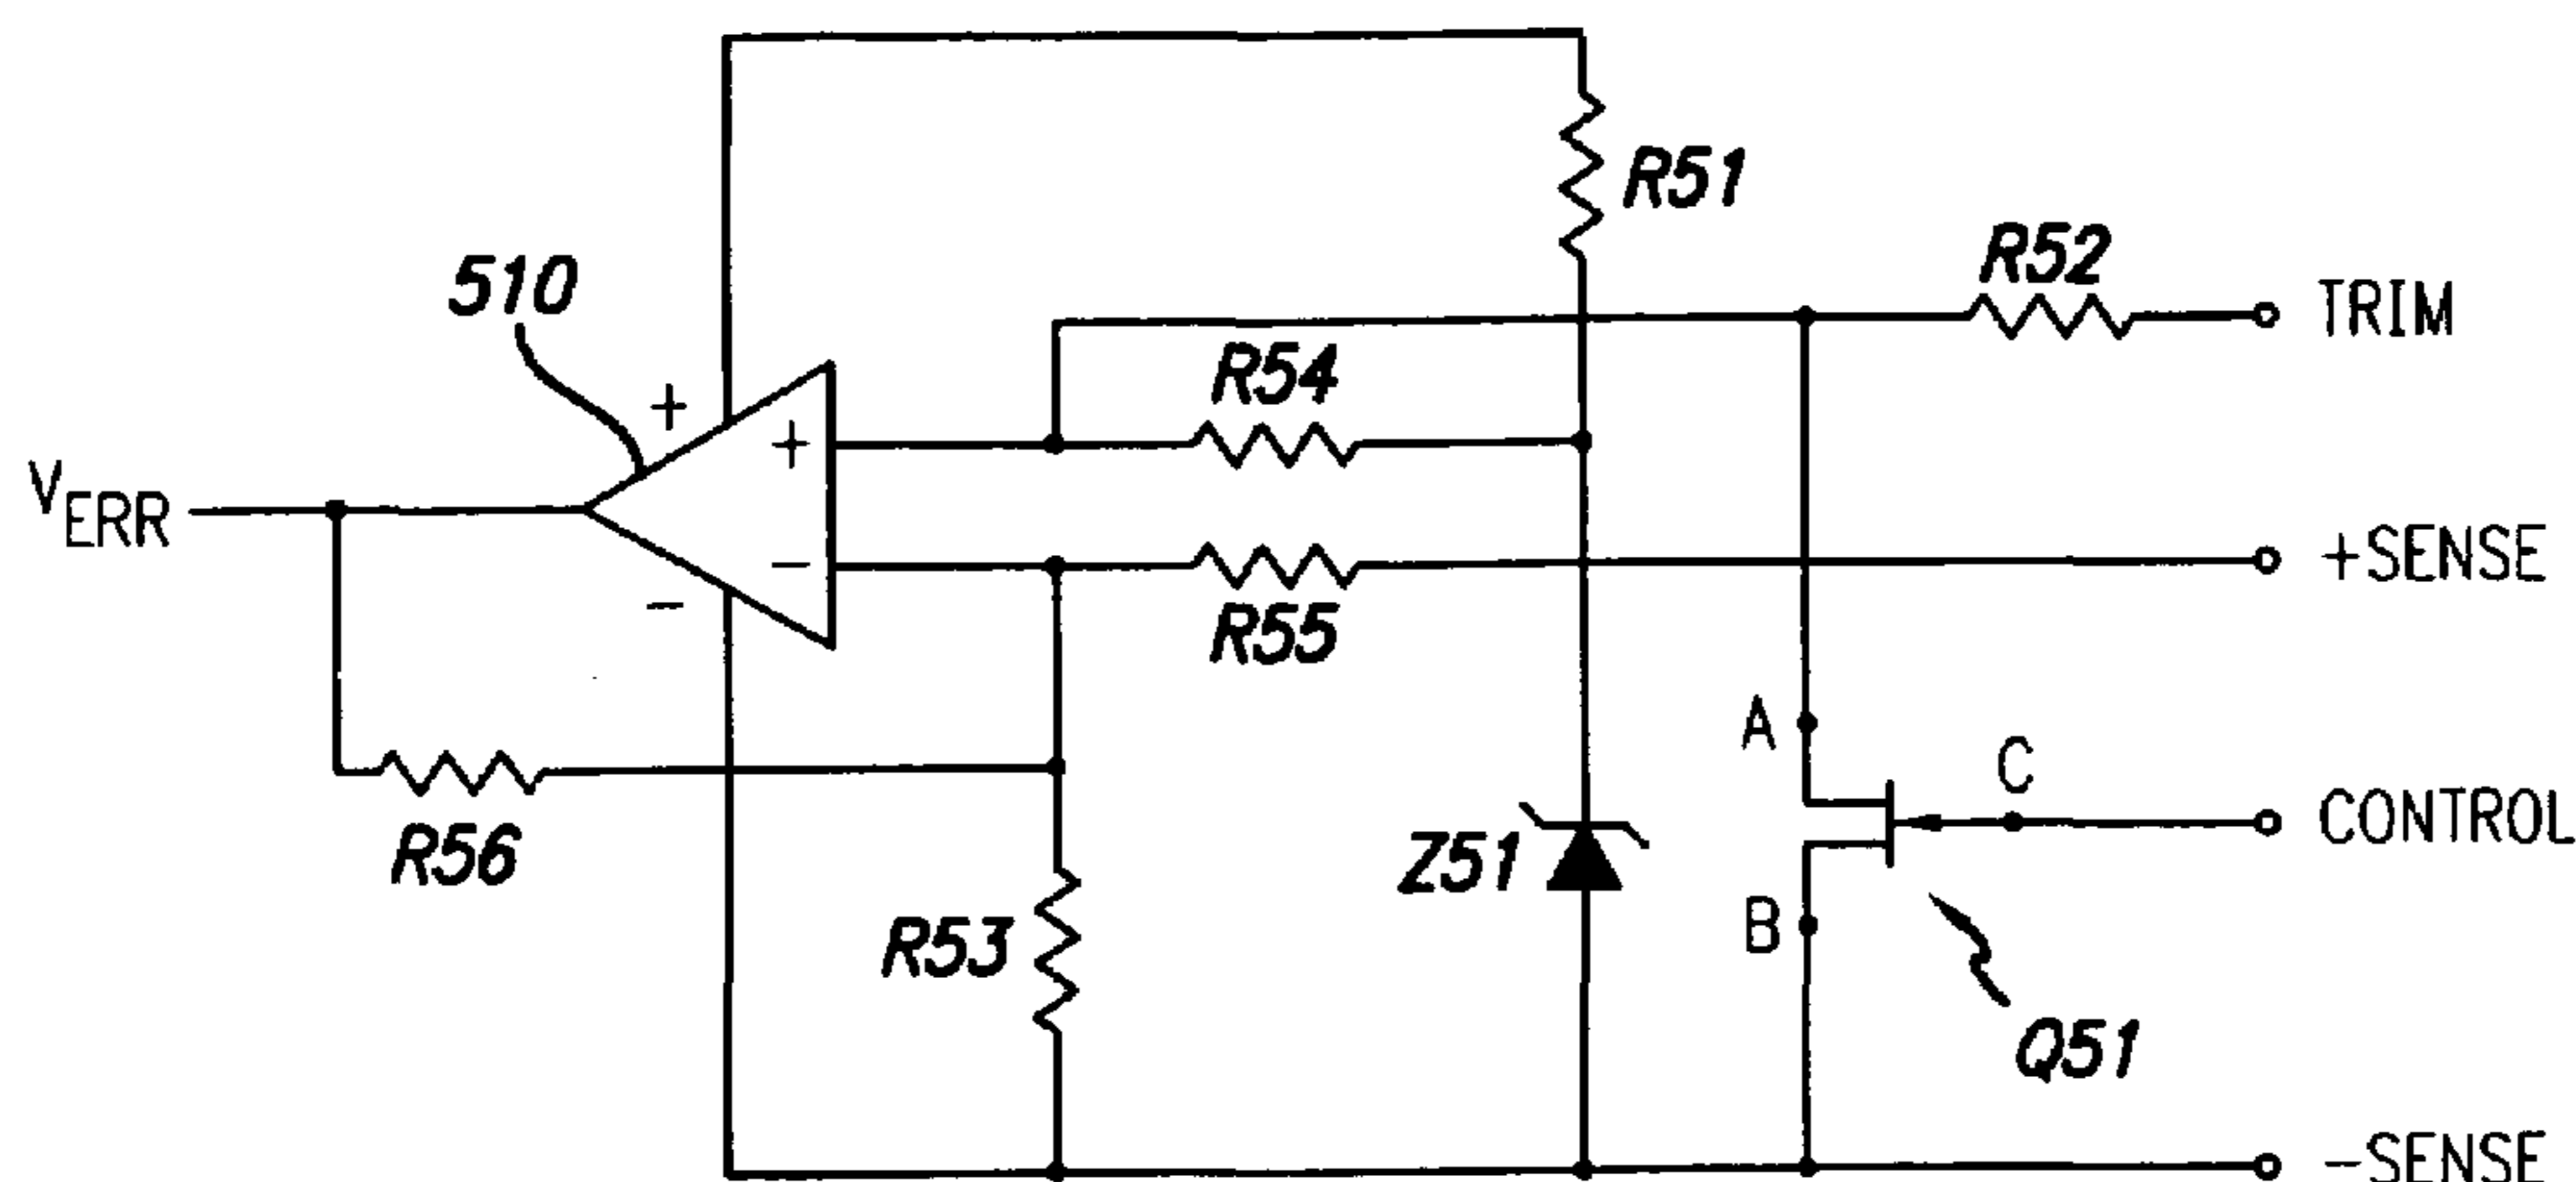 R51
R52
TRIM
510
+
+
R54
V_ERR
−
R55
+SENSE
−
A
C
CONTROL
R56
Z51
B
R53
Q51
−SENSE